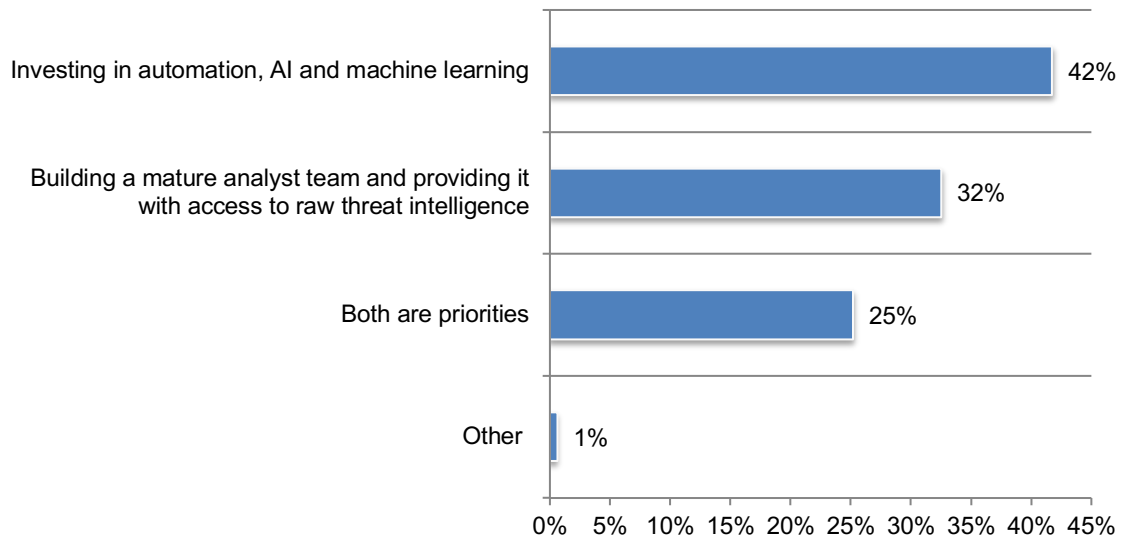 Investing in automation, AI and machine learning
42%
Building a mature analyst team and providing it
with access to raw threat intelligence
32%
Both are priorities
25%
Other
1%
0% 5% 10% 15% 20% 25% 30% 35% 40% 45%